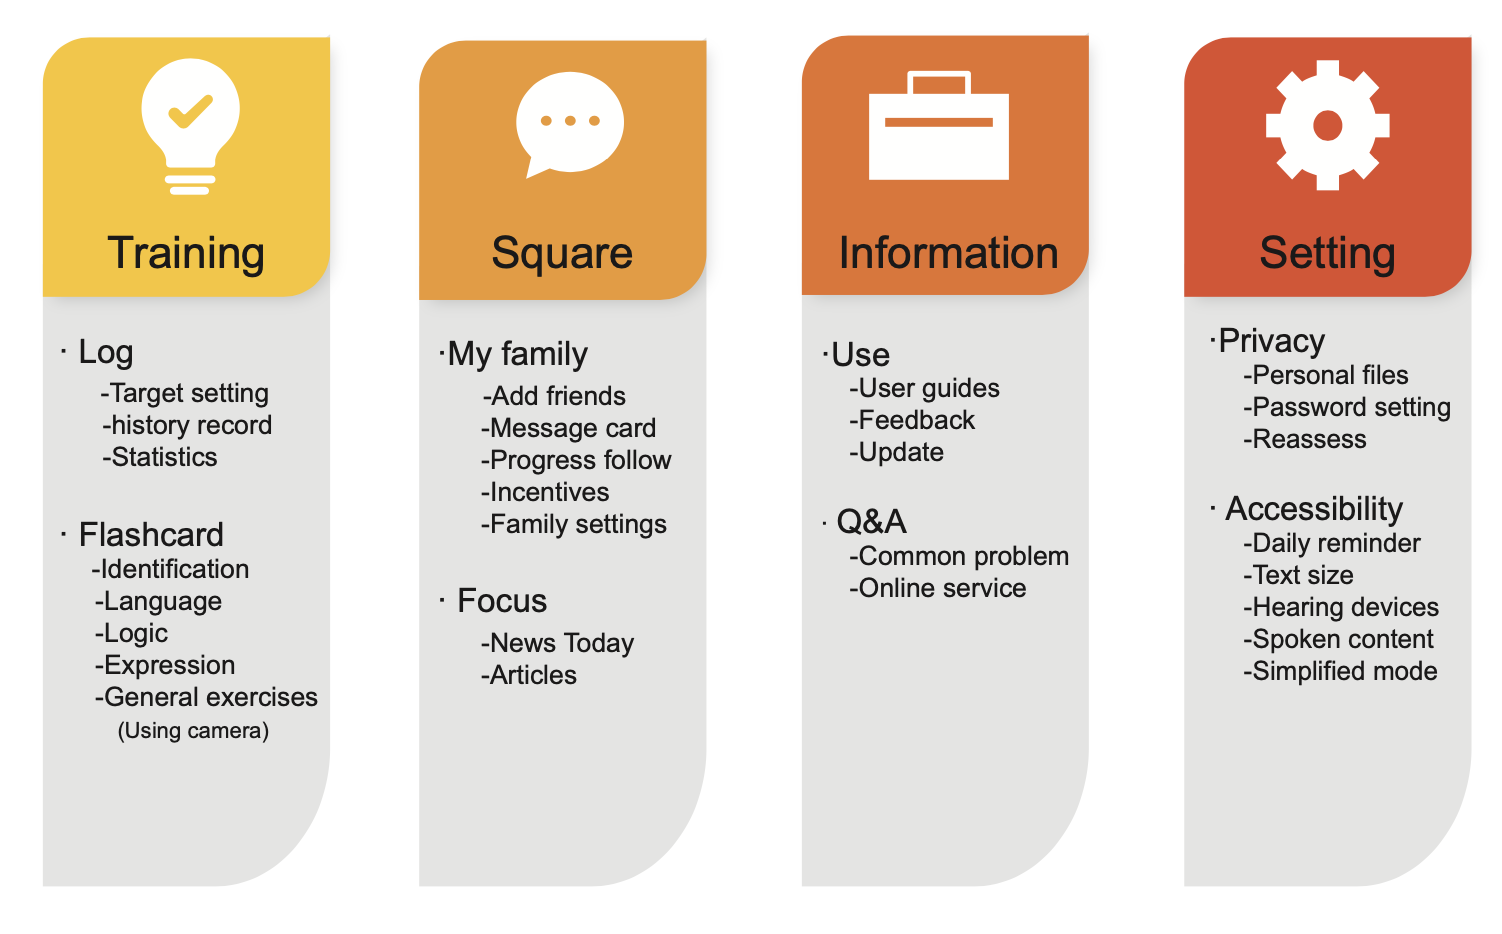 Training
· Log
-Target setting
-history record
-Statistics
· Flashcard
-Identification
-Language
-Logic
-Expression
-General exercises
(Using camera)
Square
·My family
-Add friends
-Message card
-Progress follow
-Incentives
-Family settings
· Focus
-News Today
-Articles
Information
·Use
-User guides
-Feedback
-Update
· Q&A
-Common problem
-Online service
Setting
·Privacy
-Personal files
-Password setting
-Reassess
· Accessibility
-Daily reminder
-Text size
-Hearing devices
-Spoken content
-Simplified mode